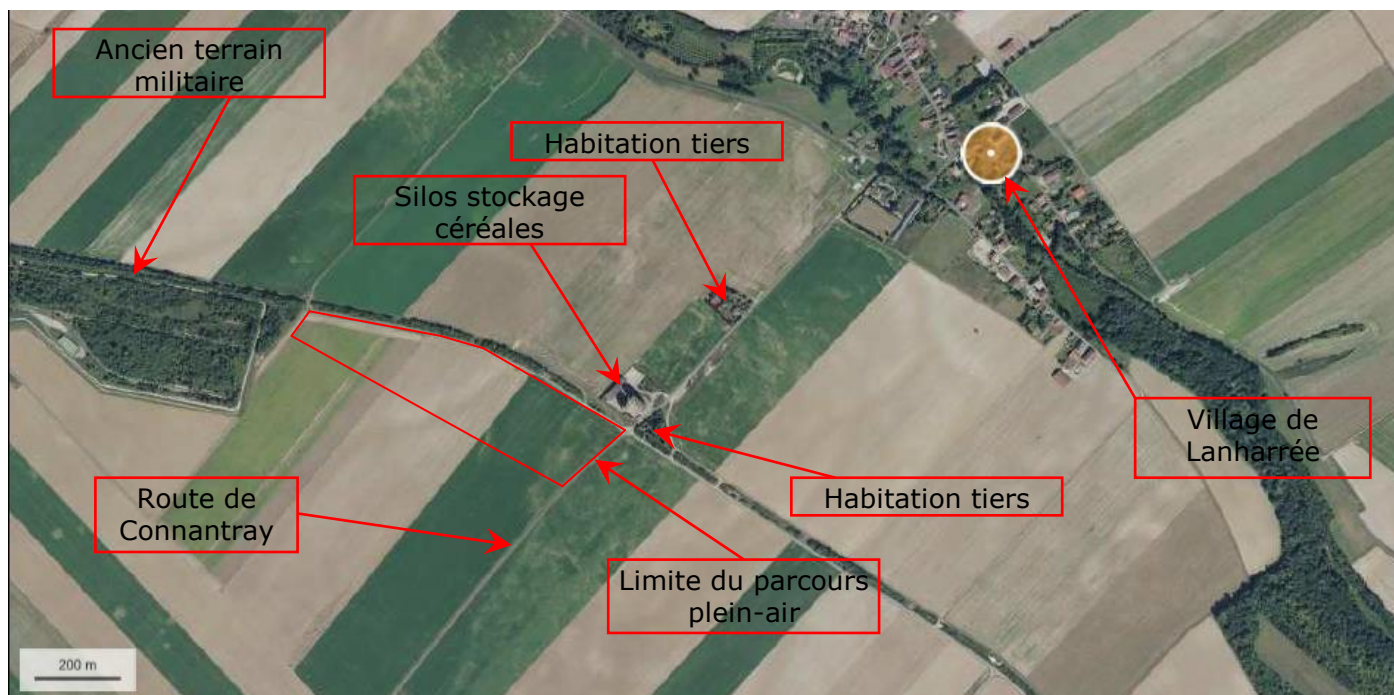 Ancien terrain
militaire
Habitation tiers
Silos stockage
céréales
Village de
Lanharrée
Route de
Connantray
Habitation tiers
Limite du parcours
plein-air
200 m